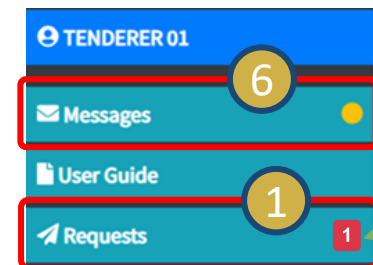 TENDERER 01
6
Messages
User Guide
1
Requests 1